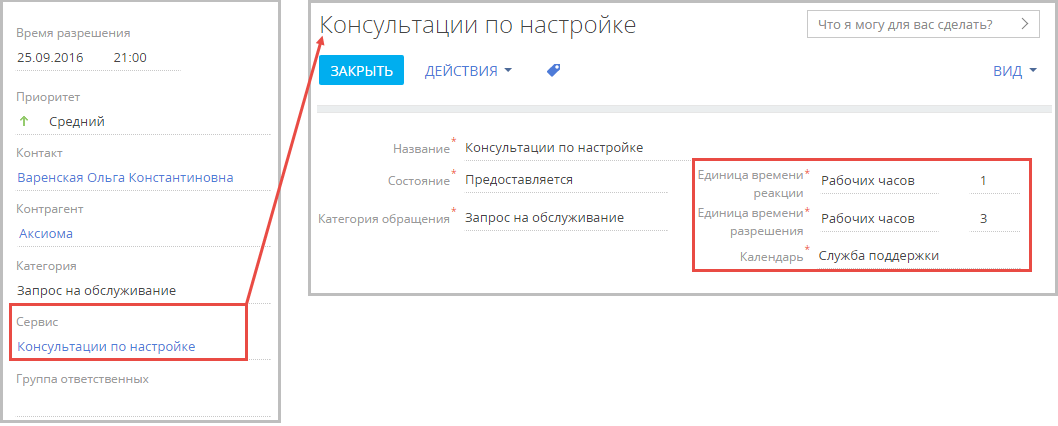 Время разрешения
25.09.2016 21:00
Приоритет
Средний
Контакт
Варенская Ольга Константиновна
Контрагент
Аксиома
Категория
Запрос на обслуживание
Сервис
Консультации по настройке
Группа ответственных
Консультации по настройке
Что я могу для вас сделать?
ЗАКРЫТЬ
ДЕЙСТВИЯ
ВИД
Название* Консультации по настройке
Состояние* Предоставляется
Категория обращения* Запрос на обслуживание
Единица времени*
реакции
Рабочих часов 1
Единица времени*
разрешения
Рабочих часов 3
Календарь* Служба поддержки